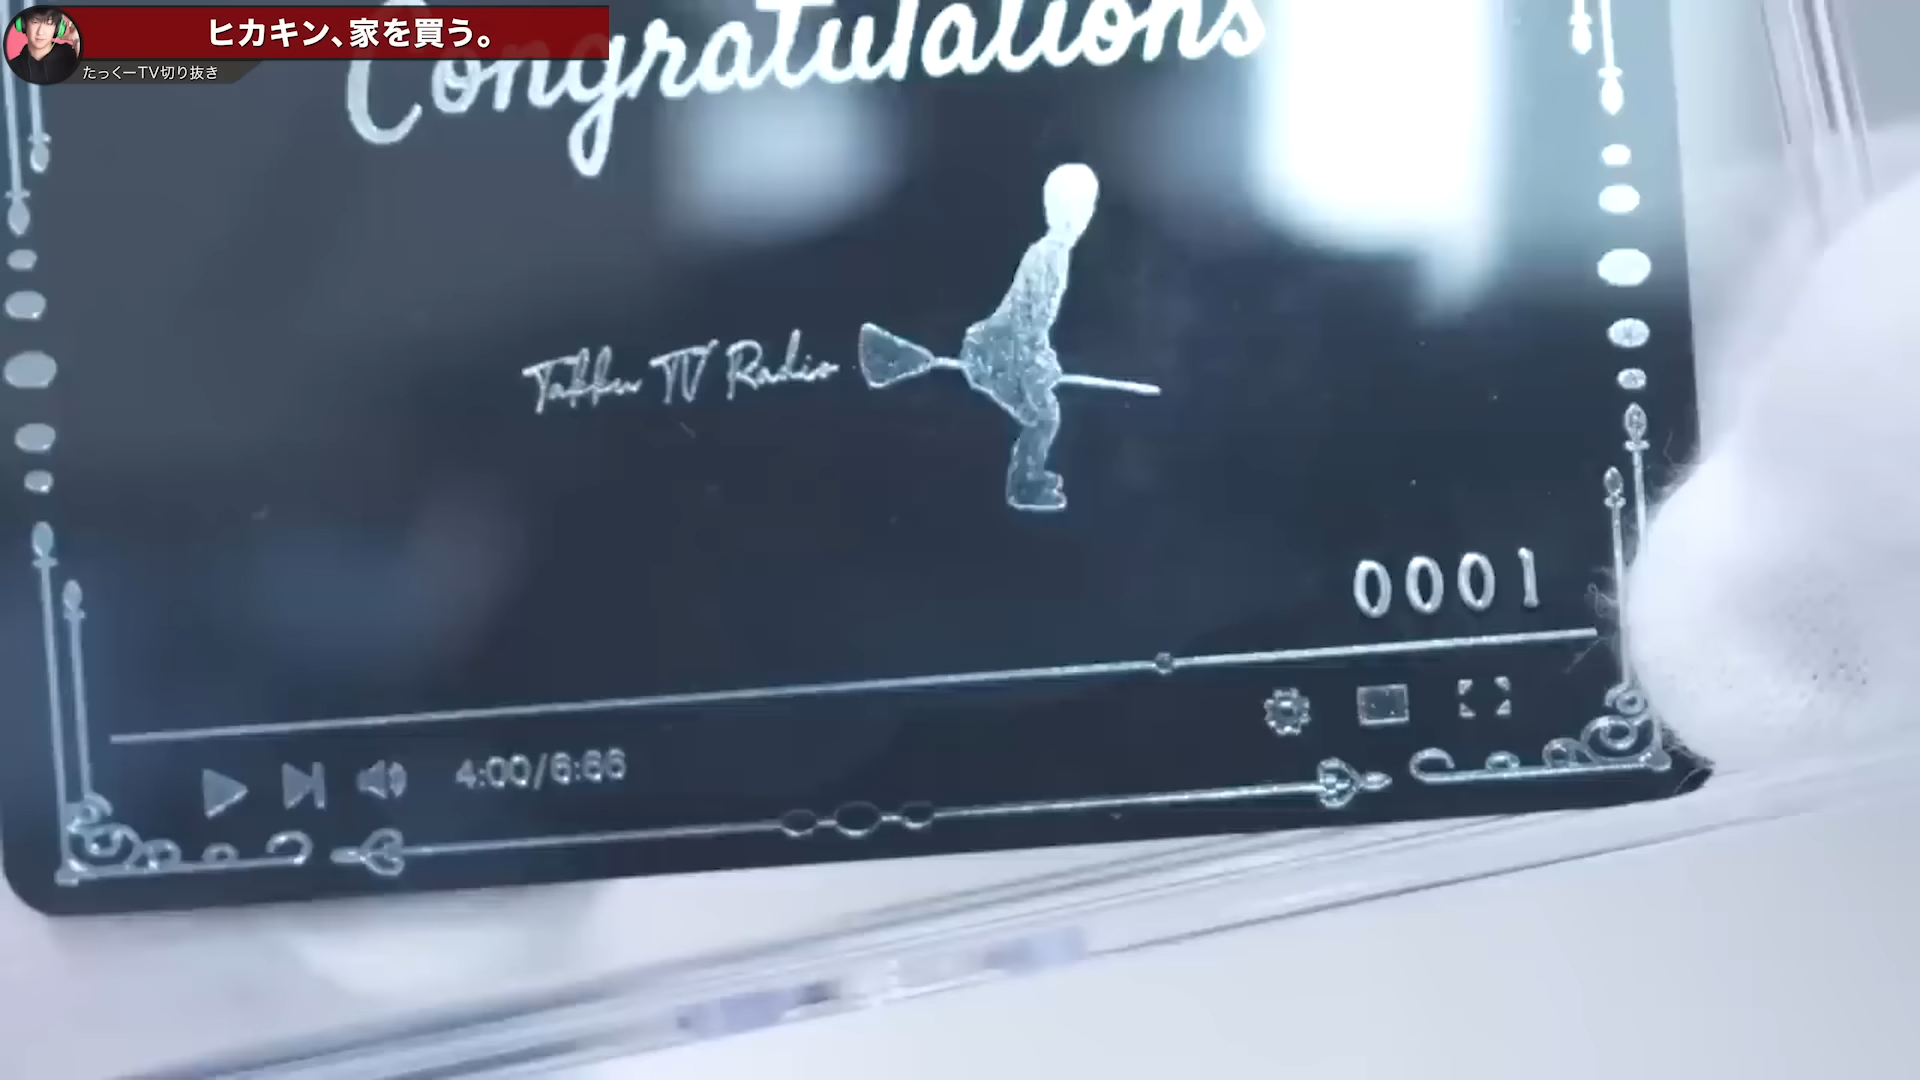 ヒカキン、家を買う。
たっくーTV切り抜き
Congratulations
Takku TV Radio
0001
4:00/6:66